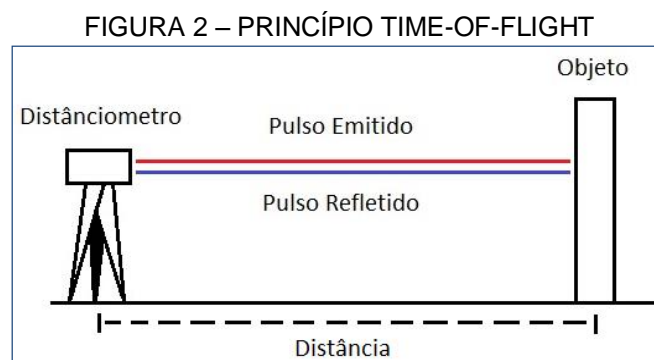 FIGURA 2 – PRINCÍPIO TIME-OF-FLIGHT
Objeto
Distânciometro
Pulso Emitido
Pulso Refletido
Distância